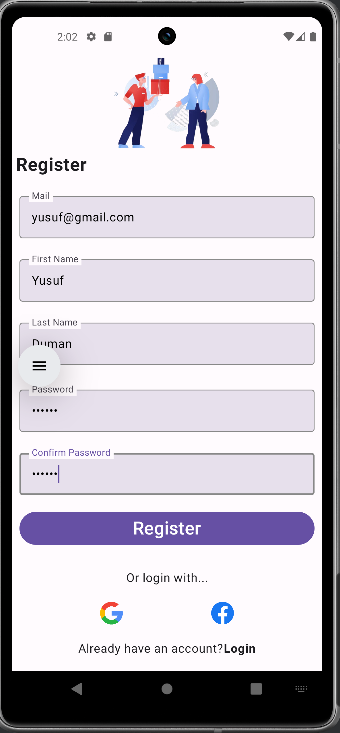 2:02
Register
Mail
yusuf@gmail.com
First Name
Yusuf
Last Name
Duman
Password
••••••
Confirm Password
••••••
Register
Or login with...
Already have an account?Login